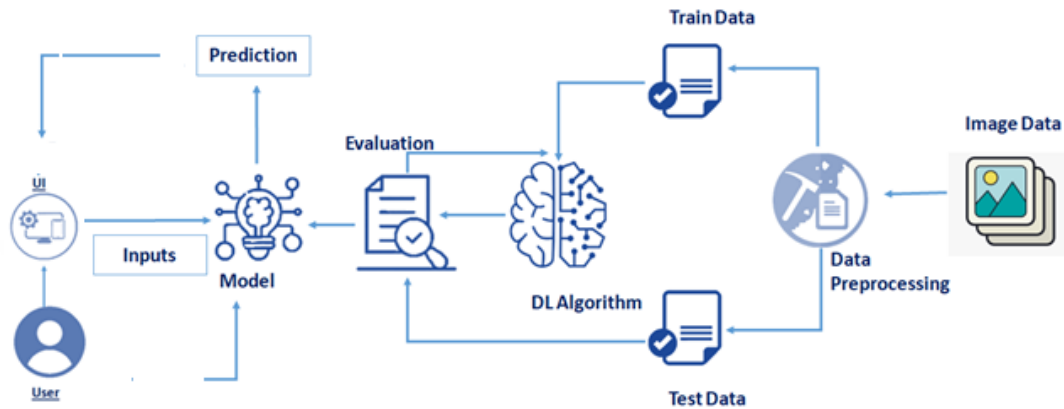 Train Data
Prediction
Image Data
Evaluation
UI
Inputs
Model
DL Algorithm
Data
Preprocessing
User
Test Data